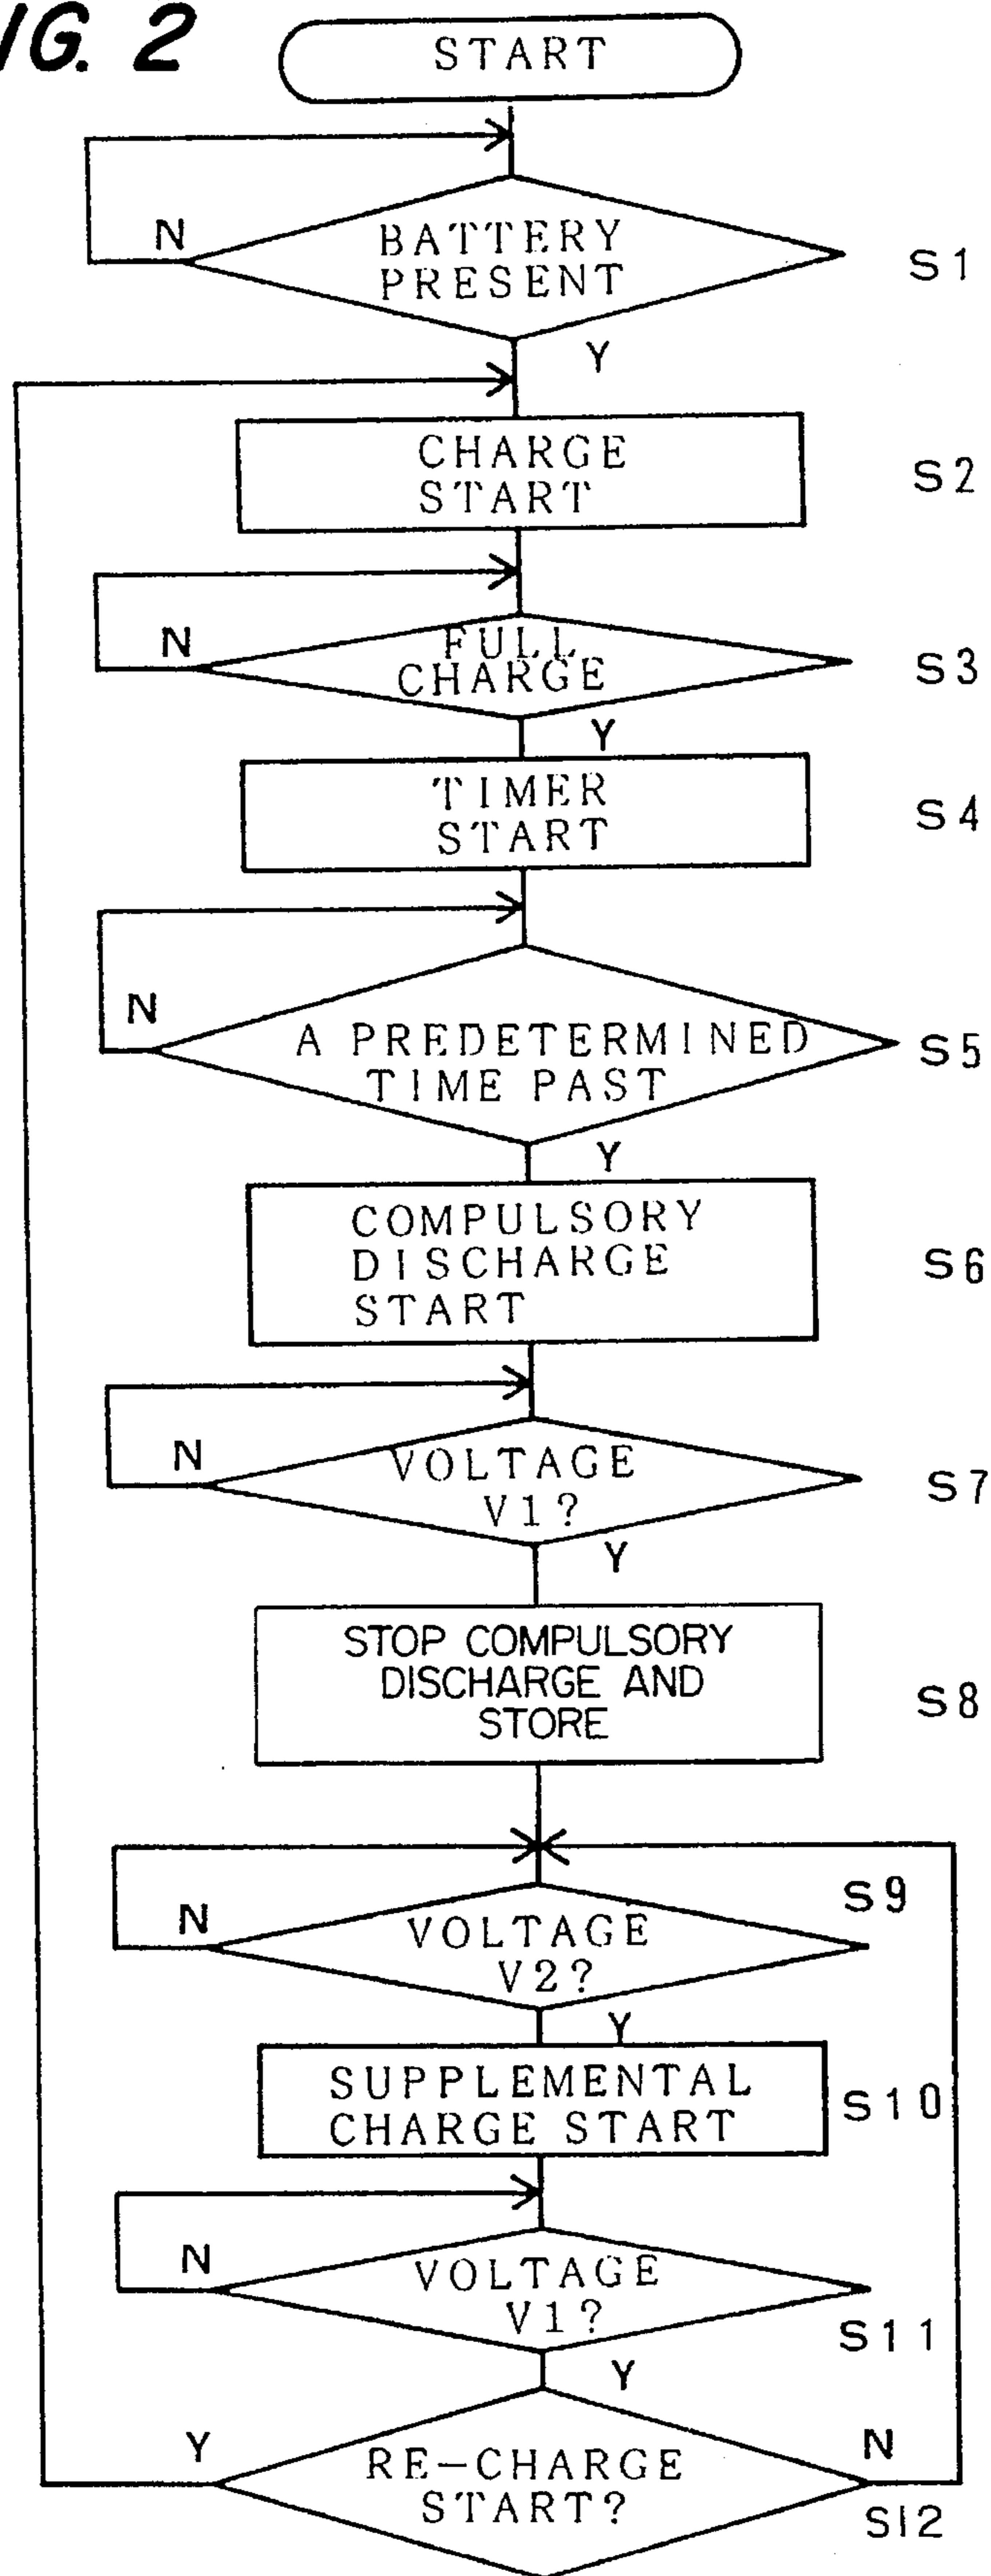 IG. 2
START
N
BATTERY
PRESENT
S1
Y
CHARGE
START
S2
N
FULL
CHARGE
S3
Y
TIMER
START
S4
N
A PREDETERMINED
TIME PAST
S5
Y
COMPULSORY
DISCHARGE
START
S6
N
VOLTAGE
V1?
S7
Y
STOP COMPULSORY
DISCHARGE AND
STORE
S8
S9
N
VOLTAGE
V2?
Y
SUPPLEMENTAL
CHARGE START
S10
N
VOLTAGE
V1?
S11
Y
Y
N
RE-CHARGE
START?
S12